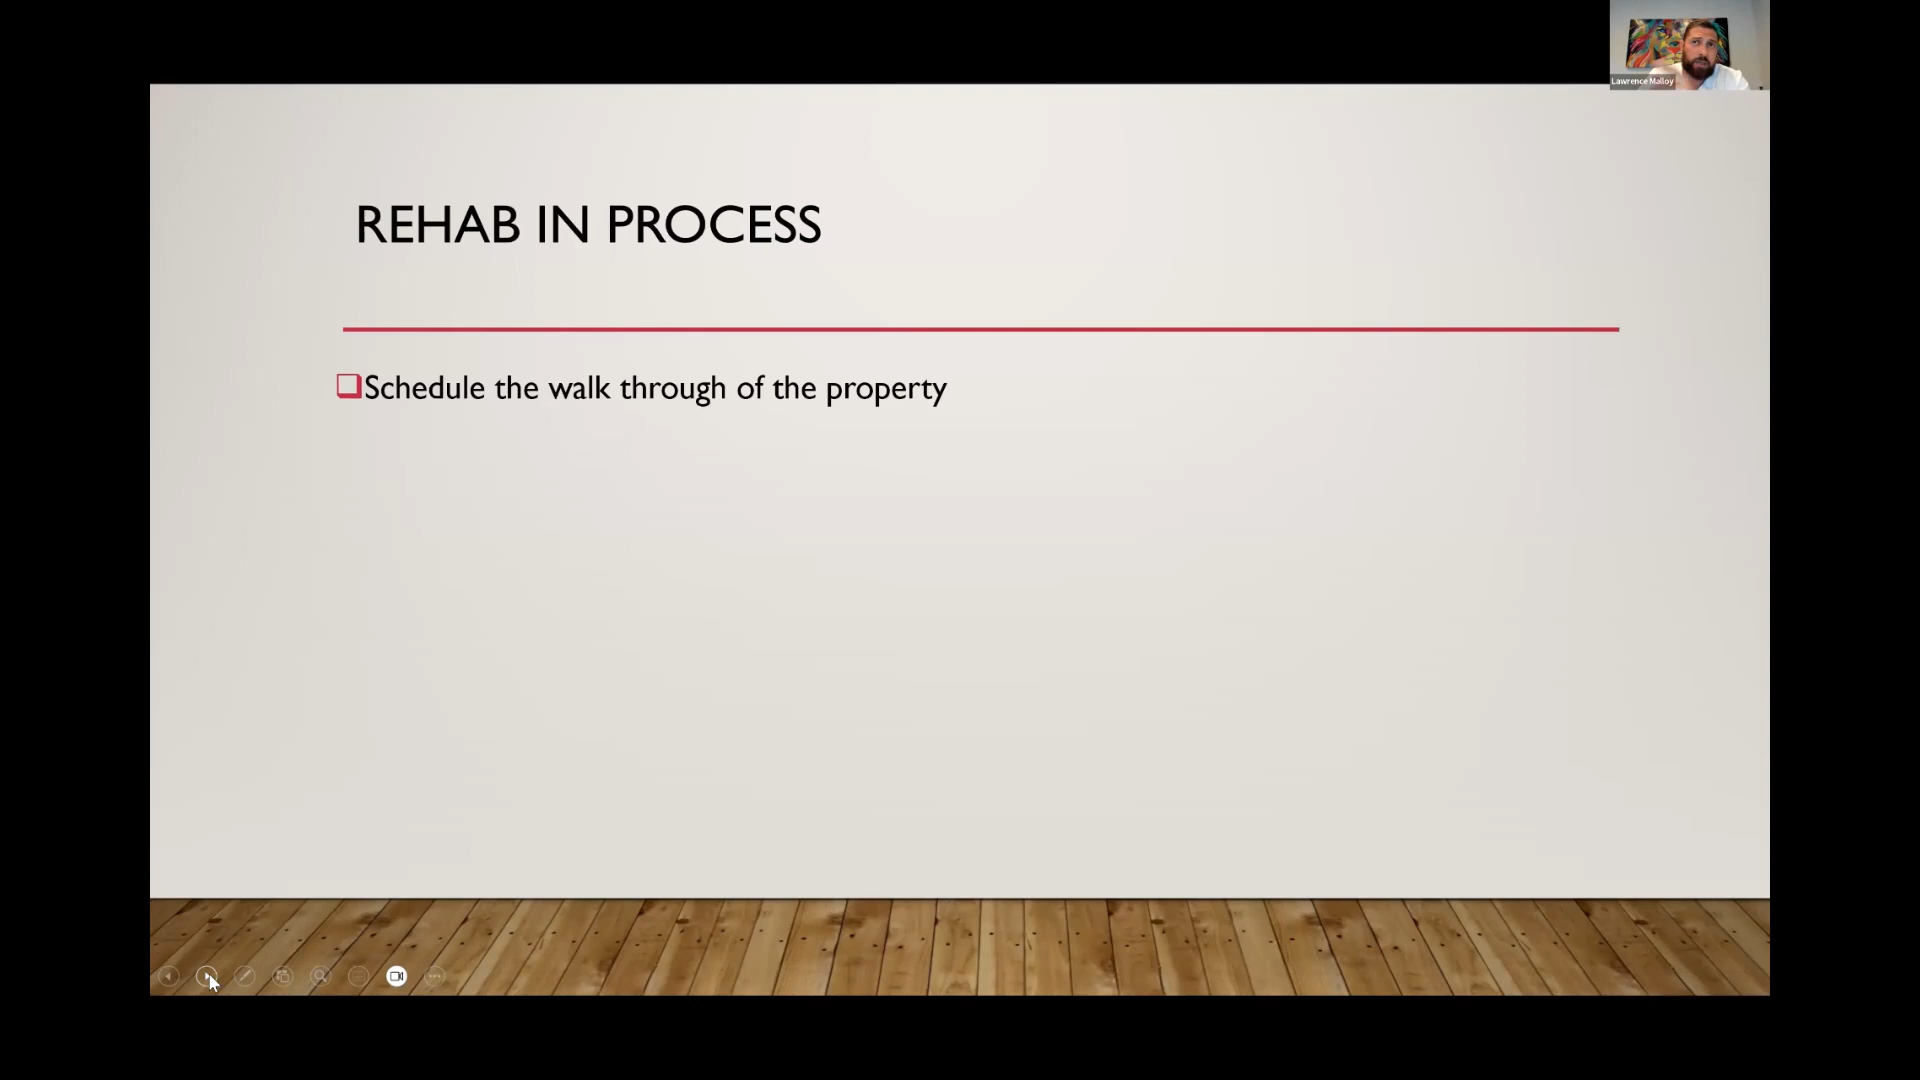 Lawrence Malloy
REHAB IN PROCESS
Schedule the walk through of the property